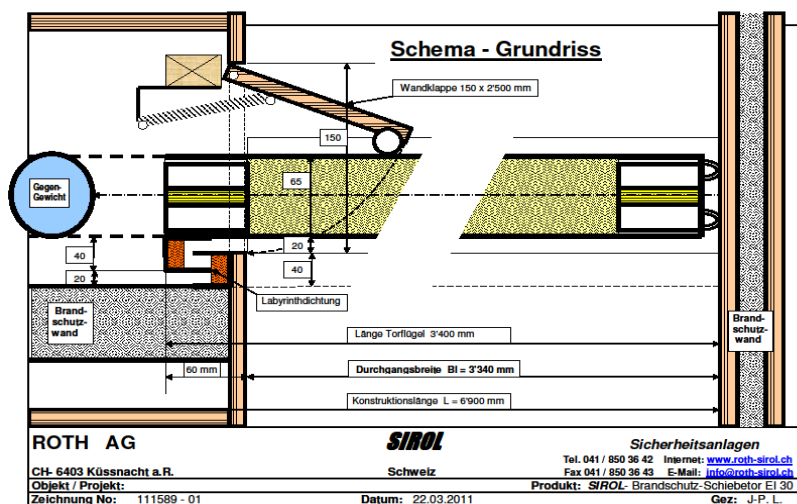 Schema - Grundriss
Wandklappe 150 x 2'500 mm
150
65
Gegen-
Gewicht
20
40
40
20
Labyrinthdichtung
Brand-
schutz-
wand
Brand-
schutz-
wand
Länge Torflügel 3'400 mm
60 mm
Durchgangsbreite Bl = 3'340 mm
Konstruktionslänge L = 6'900 mm
ROTH AG
SIROL
Sicherheitsanlagen
Tel. 041 / 850 36 42 Internet: www.roth-sirol.ch
CH- 6403 Küssnacht a.R.
Schweiz
Fax 041 / 850 36 43 E-Mail: info@roth-sirol.ch
Objekt / Projekt:
Produkt: SIROL- Brandschutz-Schiebetor EI 30
Zeichnung No: 111589 - 01
Datum: 22.03.2011
Gez: J-P. L.